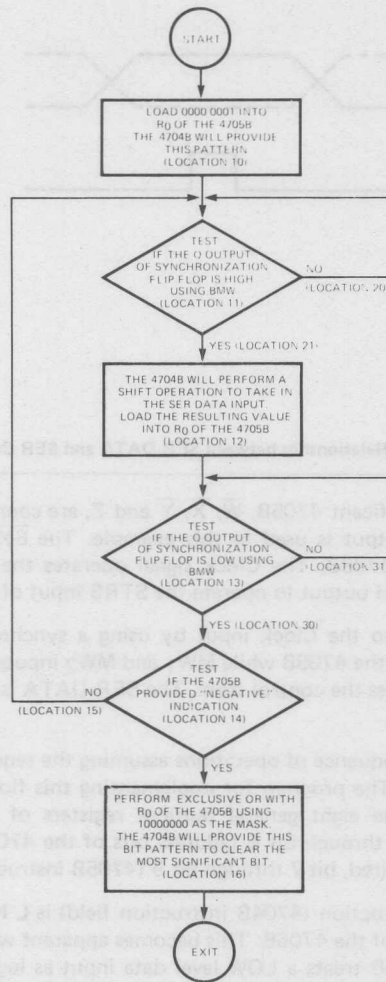 START
LOAD 0000 0001 INTO
R0 OF THE 4705B
THE 4704B WILL PROVIDE
THIS PATTERN
(LOCATION 10)
TEST
IF THE Q OUTPUT
OF SYNCHRONIZATION
FLIP FLOP IS HIGH
USING BMW
(LOCATION 11)
NO
(LOCATION 20)
YES (LOCATION 21)
THE 4704B WILL PERFORM A
SHIFT OPERATION TO TAKE IN
THE SER DATA INPUT.
LOAD THE RESULTING VALUE
INTO R0 OF THE 4705B
(LOCATION 12)
TEST
IF THE Q OUTPUT
OF SYNCHRONIZATION
FLIP FLOP IS LOW USING
BMW
(LOCATION 13)
NO
(LOCATION 31)
YES (LOCATION 30)
TEST
IF THE 4705B
PROVIDED "NEGATIVE"
INDICATION
(LOCATION 14)
NO
(LOCATION 15)
YES
PERFORM EXCLUSIVE OR WITH
R0 OF THE 4705B USING
10000000 AS THE MASK.
THE 4704B WILL PROVIDE THIS
BIT PATTERN TO CLEAR THE
MOST SIGNIFICANT BIT.
(LOCATION 16)
EXIT